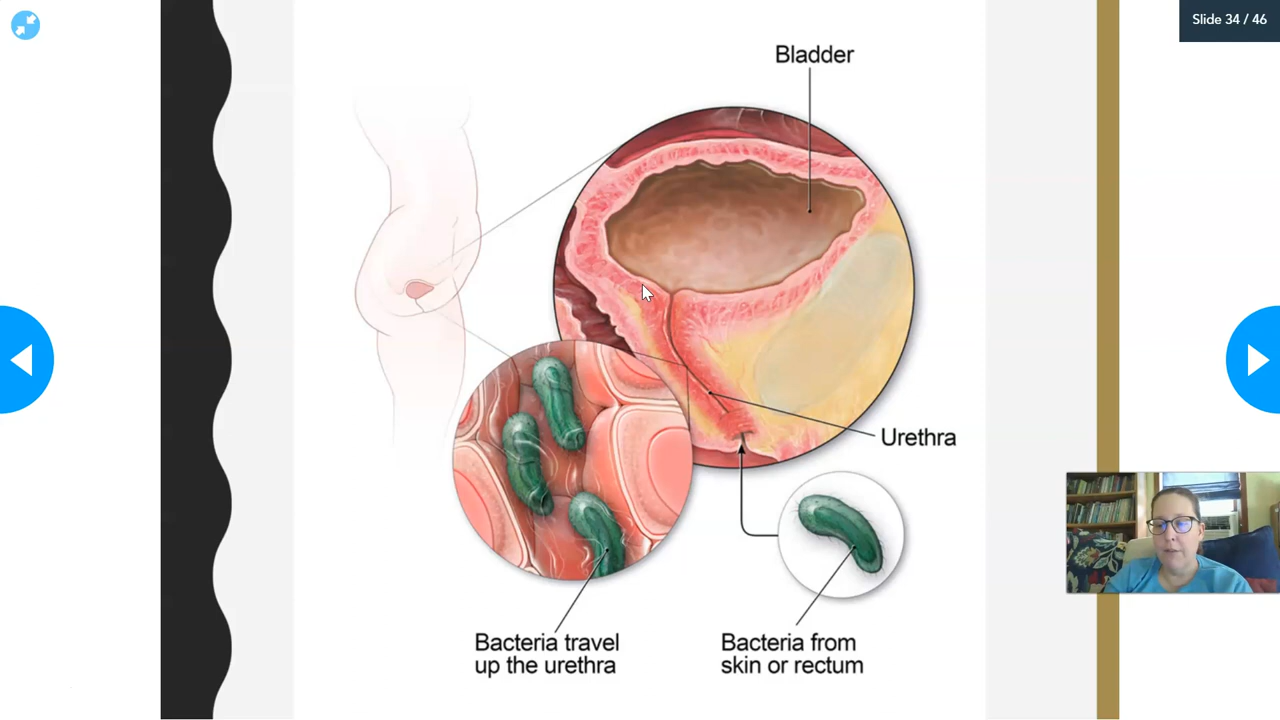 Slide 34 / 46
Bladder
Urethra
Bacteria travel
up the urethra
Bacteria from
skin or rectum